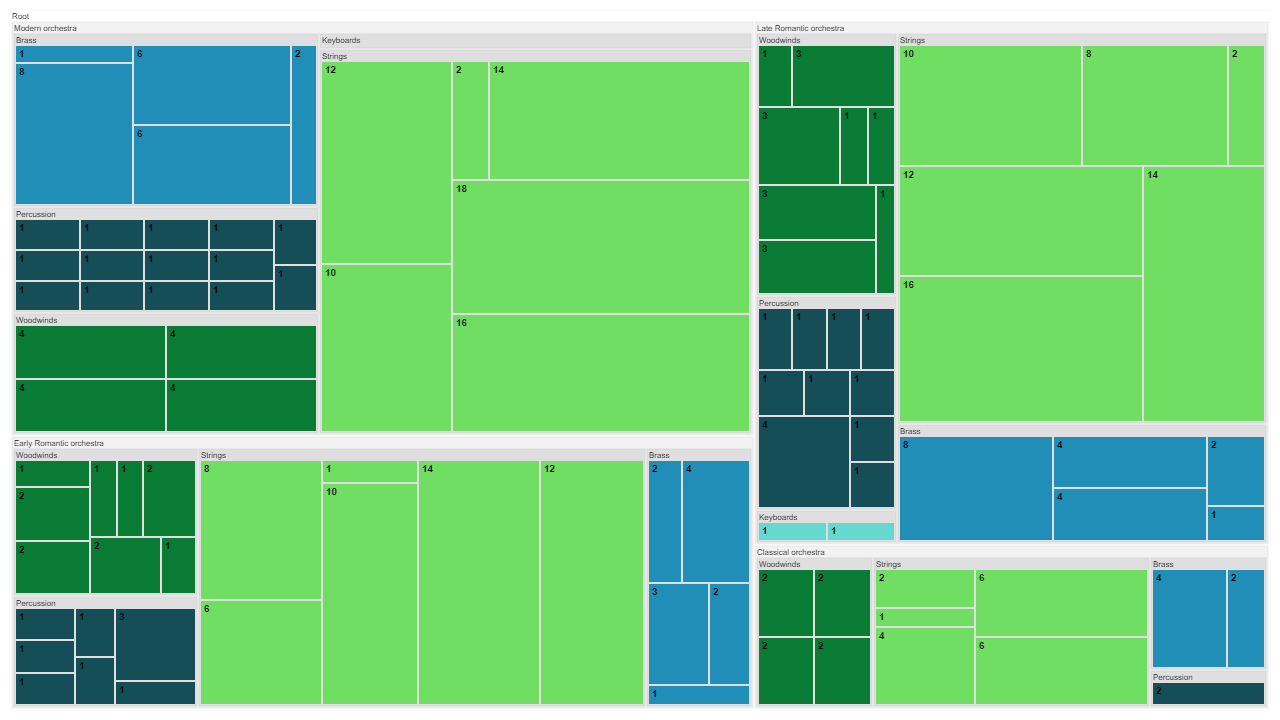 Root
Modern orchestra
Brass
1
8
6
6
2
Percussion
1 1 1 1 1
1 1 1 1
1
1 1 1 1
Woodwinds
4 4
4 4
Keyboards
Strings
12
10
2
14
18
16
Early Romantic orchestra
Woodwinds
1
2
2
1
1
2
2
1
Percussion
1
1
1
1
1
3
1
Strings
8
6
1
10
14
12
Brass
2
4
3
2
1
Late Romantic orchestra
Woodwinds
1
3
3
1
1
3
3
1
Percussion
1 1 1 1
1 1 1
4
1
1
Keyboards
1 1
Strings
10
8
2
12
16
14
Brass
8
4
4
2
1
Classical orchestra
Woodwinds
2 2
2 2
Strings
2
1
4
6
6
Brass
4
2
Percussion
2